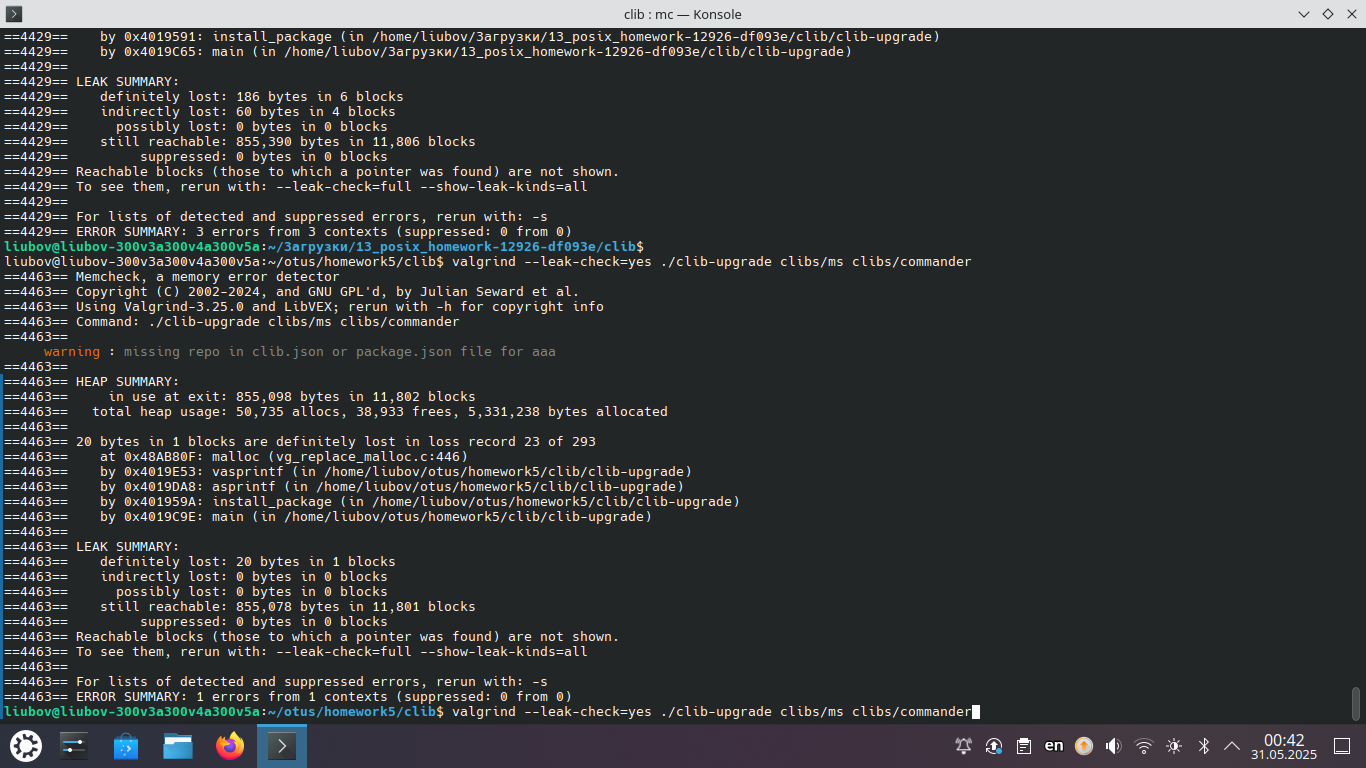 clib : mc — Konsole
==4429==    by 0x4019591: install_package (in /home/liubov/Загрузки/13_posix_homework-12926-df093e/clib/clib-upgrade)
==4429==    by 0x4019C65: main (in /home/liubov/Загрузки/13_posix_homework-12926-df093e/clib/clib-upgrade)
==4429==
==4429== LEAK SUMMARY:
==4429==    definitely lost: 186 bytes in 6 blocks
==4429==    indirectly lost: 60 bytes in 4 blocks
==4429==      possibly lost: 0 bytes in 0 blocks
==4429==    still reachable: 855,390 bytes in 11,806 blocks
==4429==         suppressed: 0 bytes in 0 blocks
==4429== Reachable blocks (those to which a pointer was found) are not shown.
==4429== To see them, rerun with: --leak-check=full --show-leak-kinds=all
==4429==
==4429== For lists of detected and suppressed errors, rerun with: -s
==4429== ERROR SUMMARY: 3 errors from 3 contexts (suppressed: 0 from 0)
liubov@liubov-300v3a300v4a300v5a:~/Загрузки/13_posix_homework-12926-df093e/clib$
liubov@liubov-300v3a300v4a300v5a:~/otus/homework5/clib$ valgrind --leak-check=yes ./clib-upgrade clibs/ms clibs/commander
==4463== Memcheck, a memory error detector
==4463== Copyright (C) 2002-2024, and GNU GPL'd, by Julian Seward et al.
==4463== Using Valgrind-3.25.0 and LibVEX; rerun with -h for copyright info
==4463== Command: ./clib-upgrade clibs/ms clibs/commander
==4463==
     warning : missing repo in clib.json or package.json file for aaa
==4463==
==4463== HEAP SUMMARY:
==4463==     in use at exit: 855,098 bytes in 11,802 blocks
==4463==   total heap usage: 50,735 allocs, 38,933 frees, 5,331,238 bytes allocated
==4463==
==4463== 20 bytes in 1 blocks are definitely lost in loss record 23 of 293
==4463==    at 0x48AB80F: malloc (vg_replace_malloc.c:446)
==4463==    by 0x4019E53: vasprintf (in /home/liubov/otus/homework5/clib/clib-upgrade)
==4463==    by 0x4019DA8: asprintf (in /home/liubov/otus/homework5/clib/clib-upgrade)
==4463==    by 0x401959A: install_package (in /home/liubov/otus/homework5/clib/clib-upgrade)
==4463==    by 0x4019C9E: main (in /home/liubov/otus/homework5/clib/clib-upgrade)
==4463==
==4463== LEAK SUMMARY:
==4463==    definitely lost: 20 bytes in 1 blocks
==4463==    indirectly lost: 0 bytes in 0 blocks
==4463==      possibly lost: 0 bytes in 0 blocks
==4463==    still reachable: 855,078 bytes in 11,801 blocks
==4463==         suppressed: 0 bytes in 0 blocks
==4463== Reachable blocks (those to which a pointer was found) are not shown.
==4463== To see them, rerun with: --leak-check=full --show-leak-kinds=all
==4463==
==4463== For lists of detected and suppressed errors, rerun with: -s
==4463== ERROR SUMMARY: 1 errors from 1 contexts (suppressed: 0 from 0)
liubov@liubov-300v3a300v4a300v5a:~/otus/homework5/clib$ valgrind --leak-check=yes ./clib-upgrade clibs/ms clibs/commander
en
00:42
31.05.2025